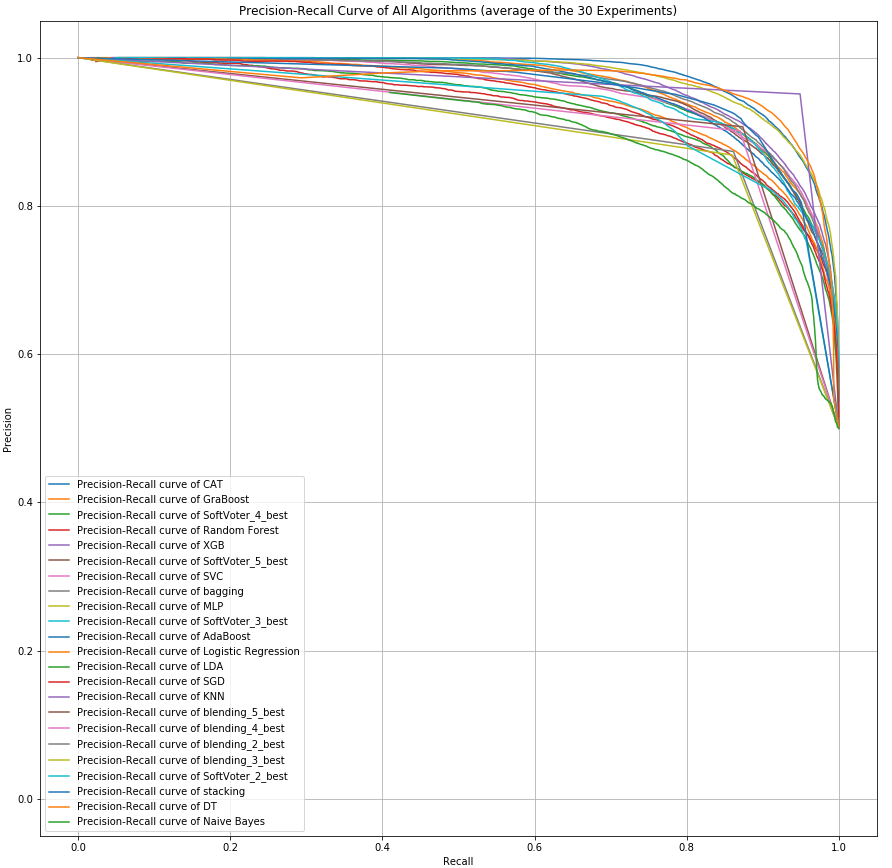 Precision-Recall Curve of All Algorithms (average of the 30 Experiments)
1.0
0.8
0.6
0.4
0.2
0.0
Precision
Precision-Recall curve of CAT
Precision-Recall curve of GraBoost
Precision-Recall curve of SoftVoter_4_best
Precision-Recall curve of Random Forest
Precision-Recall curve of XGB
Precision-Recall curve of SoftVoter_5_best
Precision-Recall curve of SVC
Precision-Recall curve of bagging
Precision-Recall curve of MLP
Precision-Recall curve of SoftVoter_3_best
Precision-Recall curve of AdaBoost
Precision-Recall curve of Logistic Regression
Precision-Recall curve of LDA
Precision-Recall curve of SGD
Precision-Recall curve of KNN
Precision-Recall curve of blending_5_best
Precision-Recall curve of blending_4_best
Precision-Recall curve of blending_2_best
Precision-Recall curve of blending_3_best
Precision-Recall curve of SoftVoter_2_best
Precision-Recall curve of stacking
Precision-Recall curve of DT
Precision-Recall curve of Naive Bayes
0.0 0.2 0.4 0.6 0.8 1.0
Recall